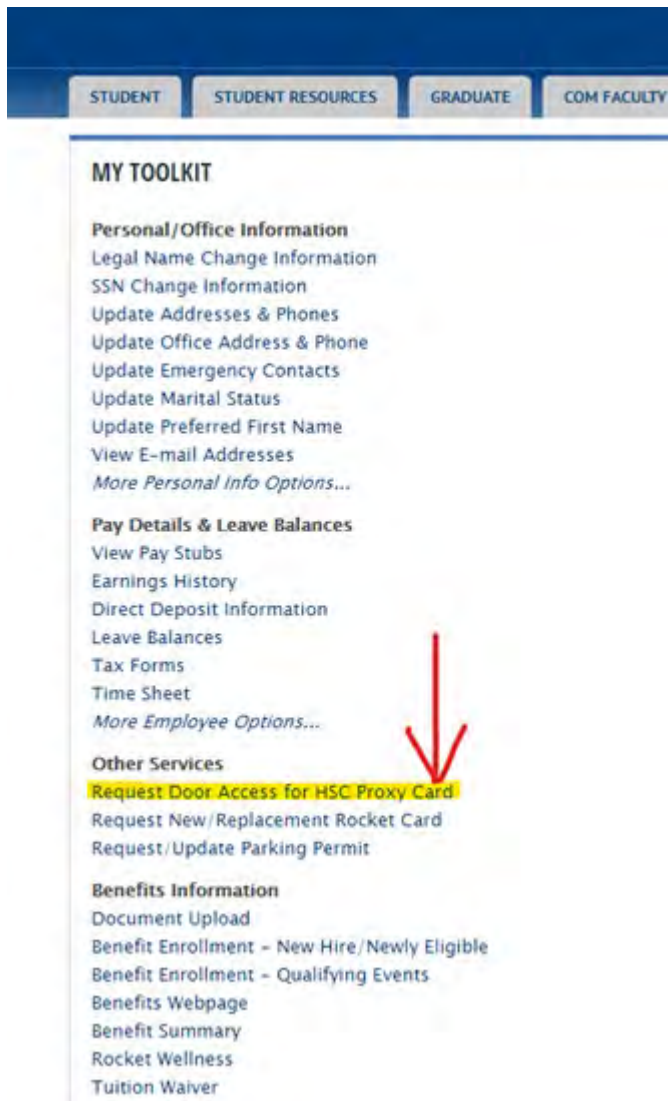 STUDENT STUDENT RESOURCES GRADUATE COM FACULTY
MY TOOLKIT
Personal/Office Information
Legal Name Change Information
SSN Change Information
Update Addresses & Phones
Update Office Address & Phone
Update Emergency Contacts
Update Marital Status
Update Preferred First Name
View E-mail Addresses
More Personal Info Options...
Pay Details & Leave Balances
View Pay Stubs
Earnings History
Direct Deposit Information
Leave Balances
Tax Forms
Time Sheet
More Employee Options...
Other Services
Request Door Access for HSC Proxy Card
Request New/Replacement Rocket Card
Request/Update Parking Permit
Benefits Information
Document Upload
Benefit Enrollment - New Hire/Newly Eligible
Benefit Enrollment - Qualifying Events
Benefits Webpage
Benefit Summary
Rocket Wellness
Tuition Waiver